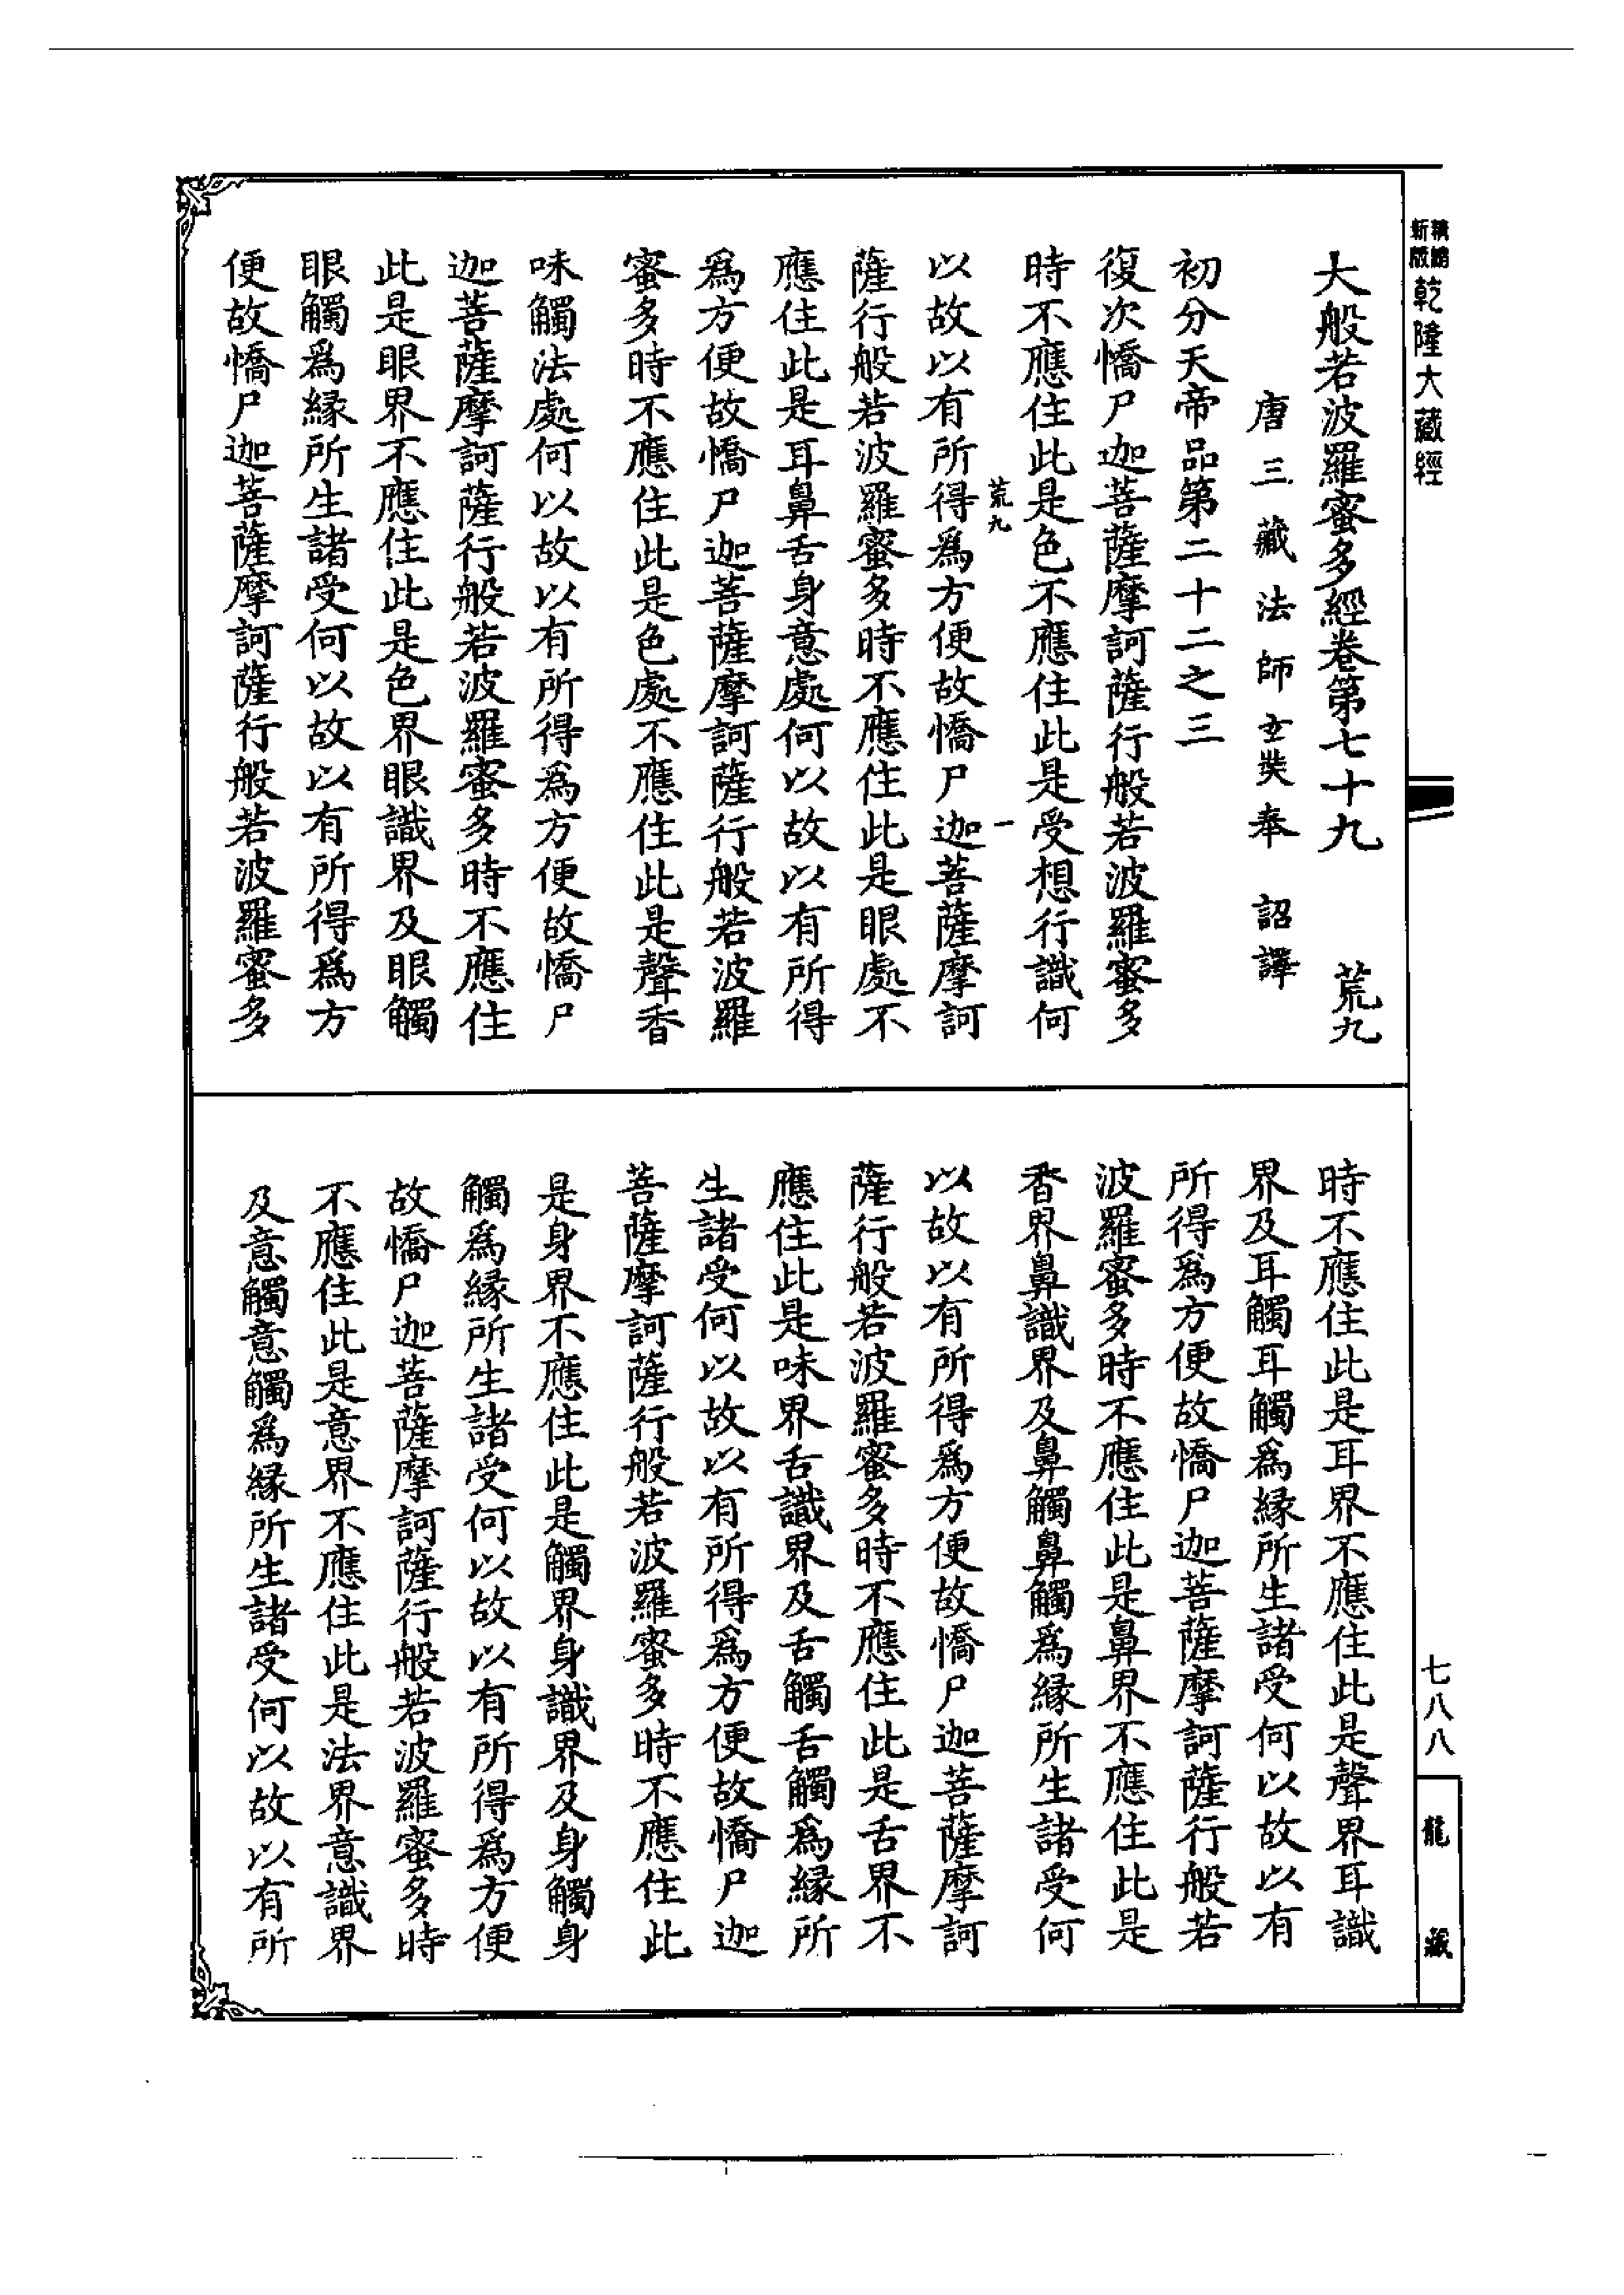 新版精縮乾隆大藏經
大般若波羅蜜多經卷第七十九　荒九
唐三藏法師玄奘奉　詔譯
初分天帝品第二十二之三
復次憍尸迦菩薩摩訶薩行般若波羅蜜多
時不應住此是色不應住此是受想行識何
荒九　一
以故以有所得爲方便故憍尸迦菩薩摩訶
薩行般若波羅蜜多時不應住此是眼處不
應住此是耳鼻舌身意處何以故以有所得
爲方便故憍尸迦菩薩摩訶薩行般若波羅
蜜多時不應住此是色處不應住此是聲香
味觸法處何以故以有所得爲方便故憍尸
迦菩薩摩訶薩行般若波羅蜜多時不應住
此是眼界不應住此是色界眼識界及眼觸
眼觸爲緣所生諸受何以故以有所得爲方
便故憍尸迦菩薩摩訶薩行般若波羅蜜多
時不應住此是耳界不應住此是聲界耳識
界及耳觸耳觸爲緣所生諸受何以故以有
所得爲方便故憍尸迦菩薩摩訶薩行般若
波羅蜜多時不應住此是鼻界不應住此是
香界鼻識界及鼻觸鼻觸爲緣所生諸受何
以故以有所得爲方便故憍尸迦菩薩摩訶
薩行般若波羅蜜多時不應住此是舌界不
應住此是味界舌識界及舌觸舌觸爲緣所
生諸受何以故以有所得爲方便故憍尸迦
菩薩摩訶薩行般若波羅蜜多時不應住此
是身界不應住此是觸界身識界及身觸身
觸爲緣所生諸受何以故以有所得爲方便
故憍尸迦菩薩摩訶薩行般若波羅蜜多時
不應住此是意界不應住此是法界意識界
及意觸意觸爲緣所生諸受何以故以有所
七八八
龍藏